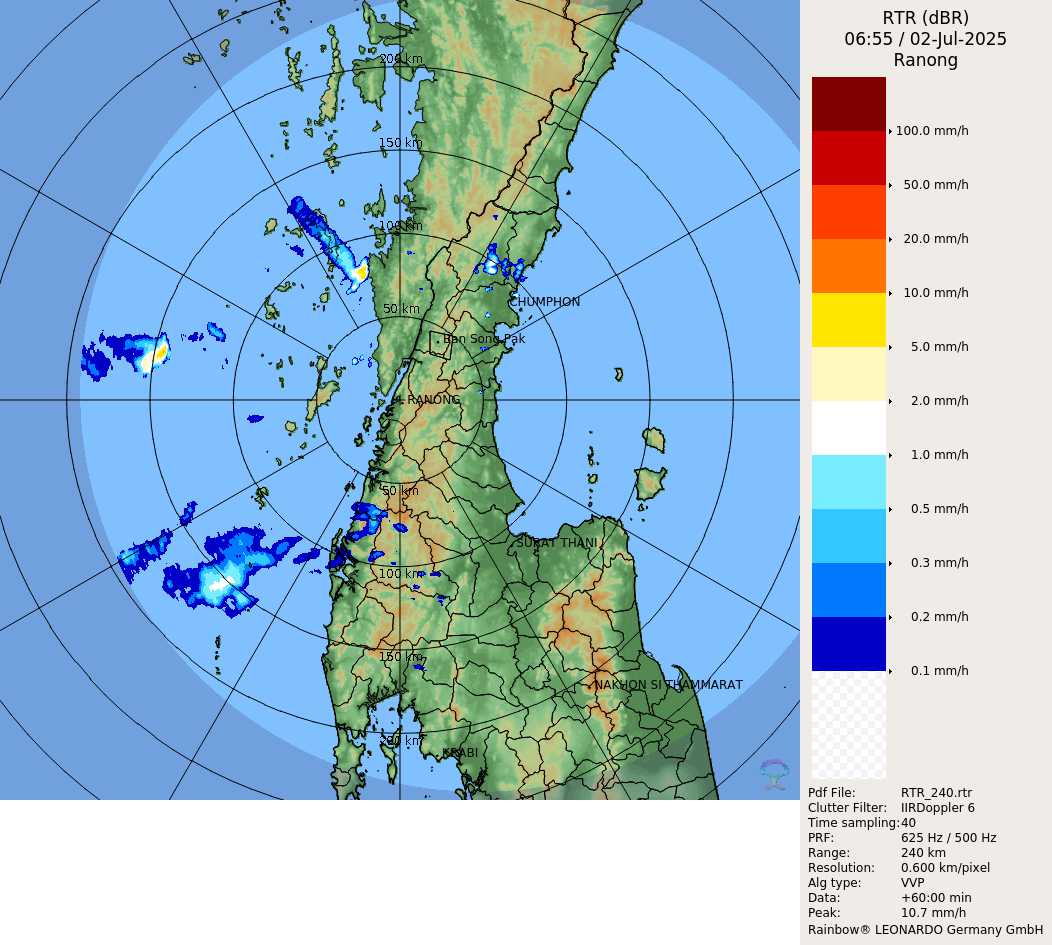 RTR (dBR)
06:55 / 02-Jul-2025
Ranong
100.0 mm/h
50.0 mm/h
20.0 mm/h
10.0 mm/h
5.0 mm/h
2.0 mm/h
1.0 mm/h
0.5 mm/h
0.3 mm/h
0.2 mm/h
0.1 mm/h
Pdf File: RTR_240.rtr
Clutter Filter: IIRDoppler 6
Time sampling: 40
PRF: 625 Hz / 500 Hz
Range: 240 km
Resolution: 0.600 km/pixel
Alg type: VVP
Data: +60:00 min
Peak: 10.7 mm/h
Rainbow® LEONARDO Germany GmbH
200 km
150 km
100 km
50 km
CHUMPHON
Ban Song Pak
RANONG
50 km
SURAT THANI
100 km
150 km
NAKHON SI THAMMARAT
200 km
KRABI